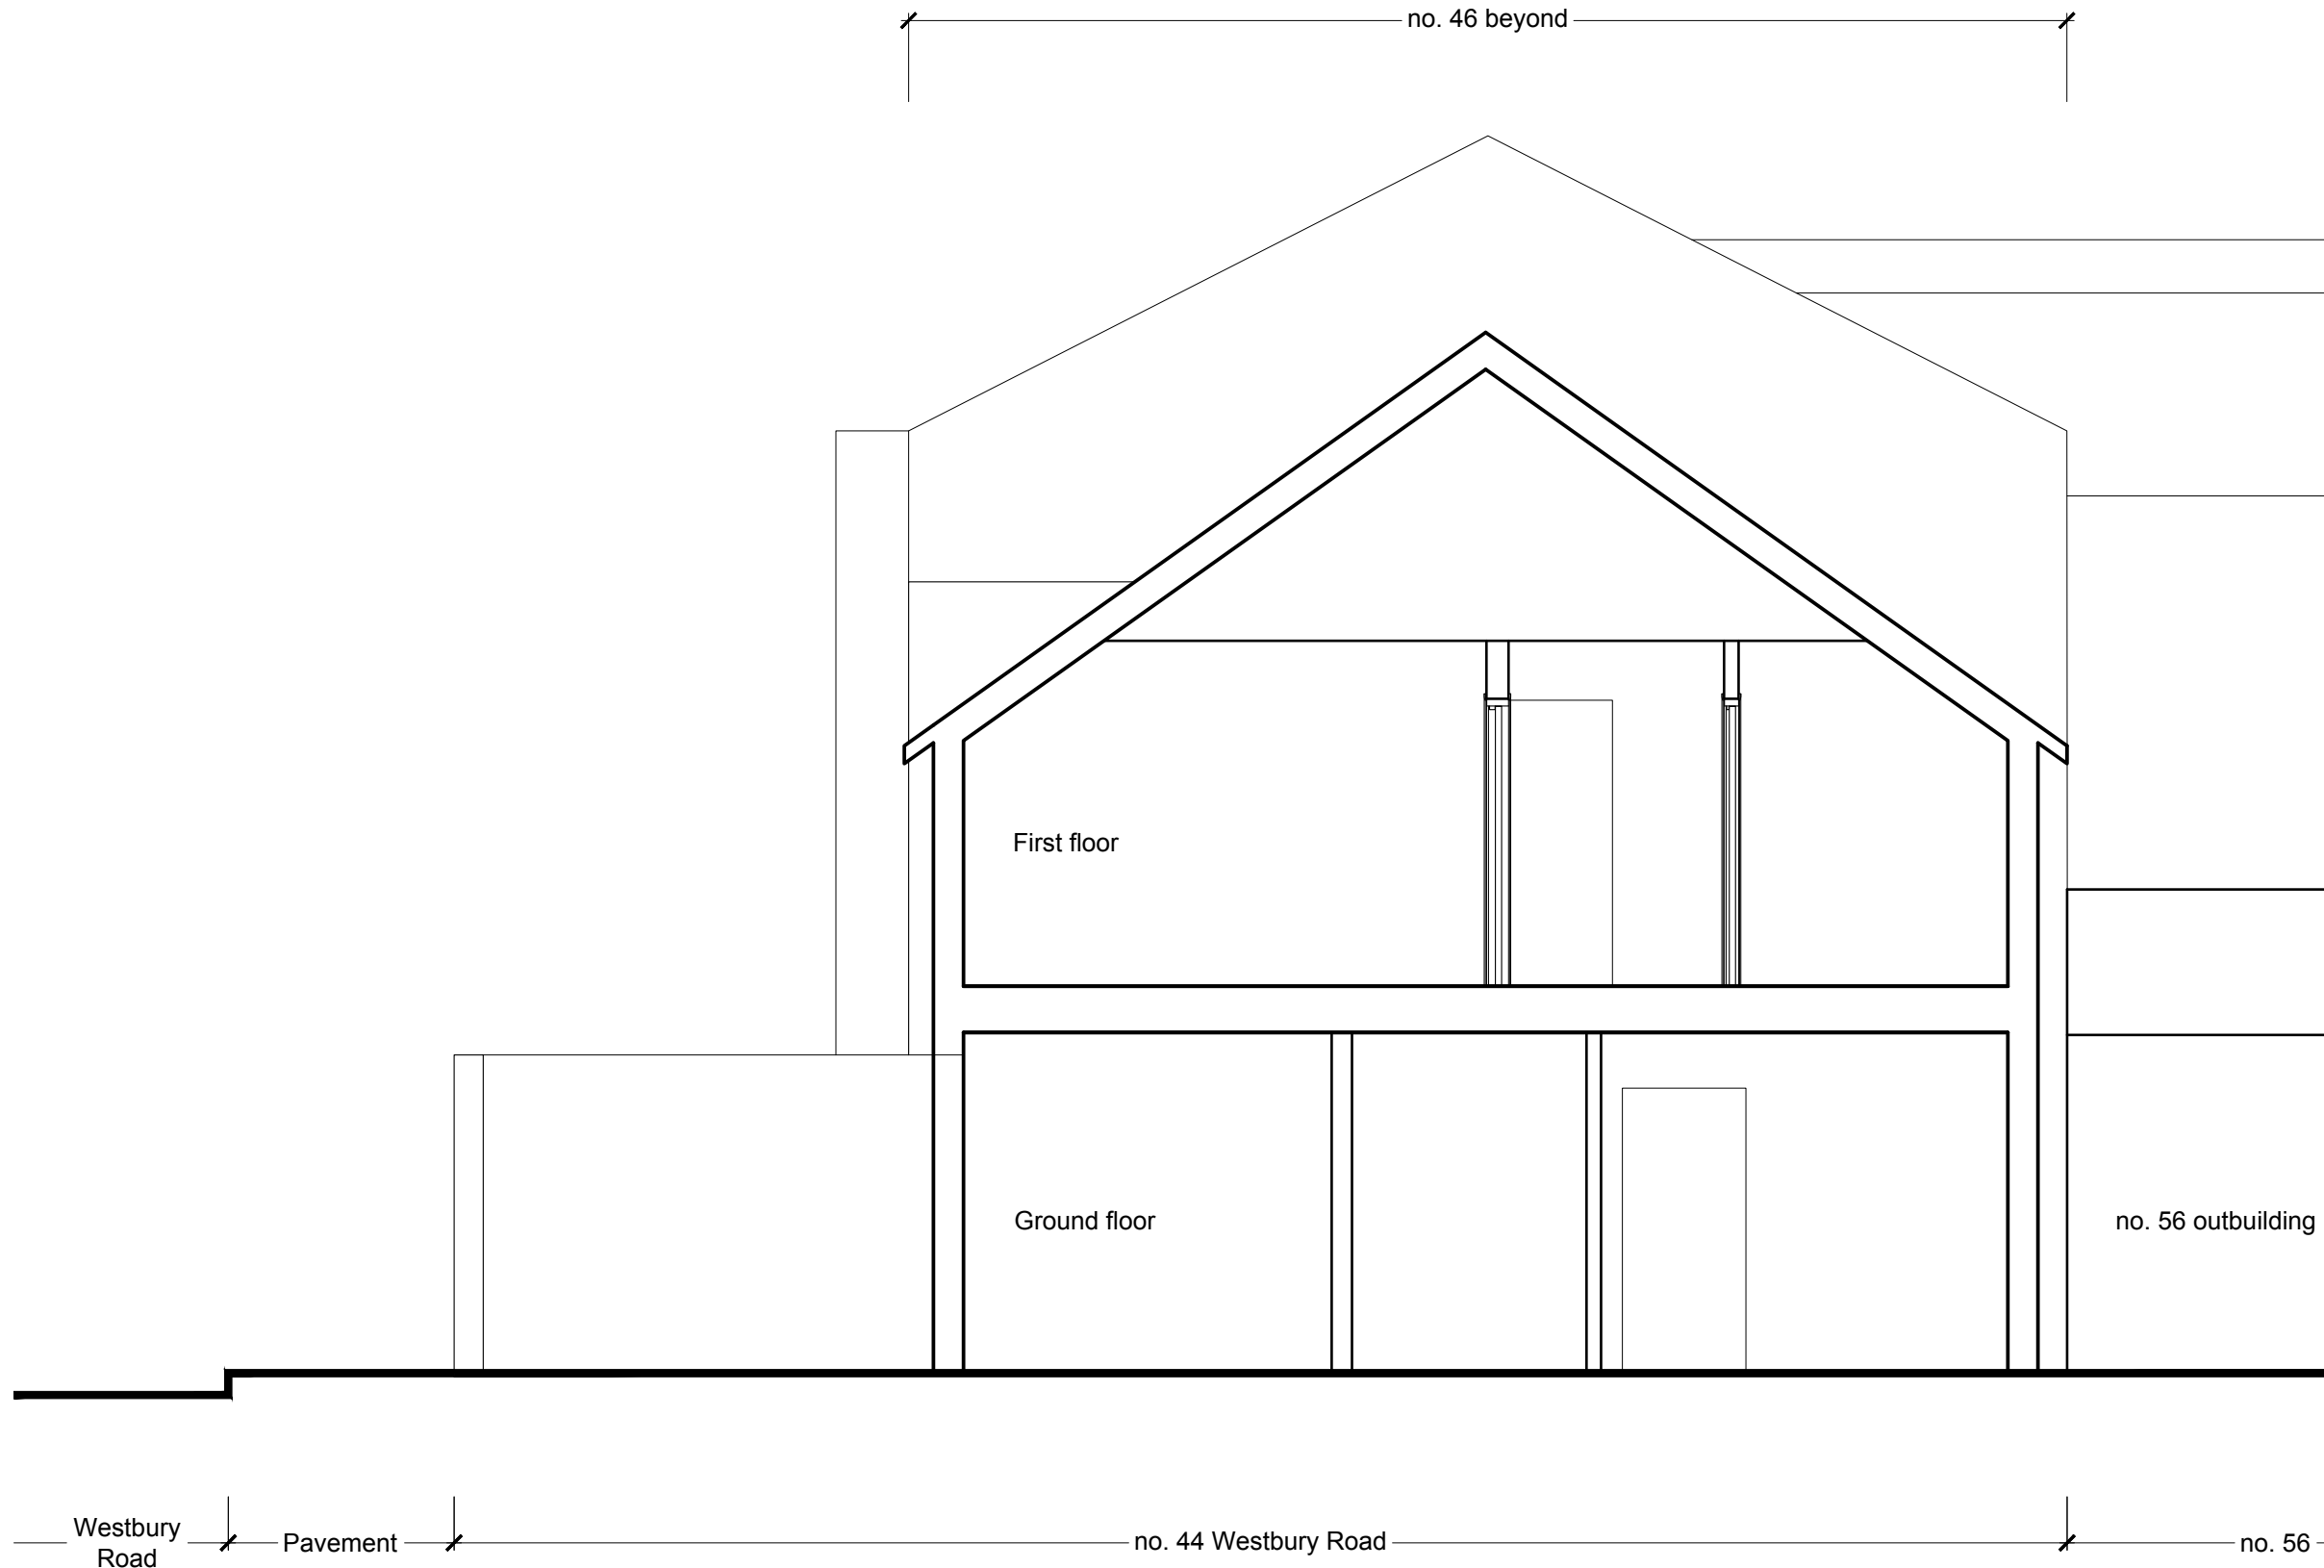 no. 46 beyond
First floor
Ground floor
no. 56 outbuilding
Westbury
Road
Pavement
no. 44 Westbury Road
no. 56